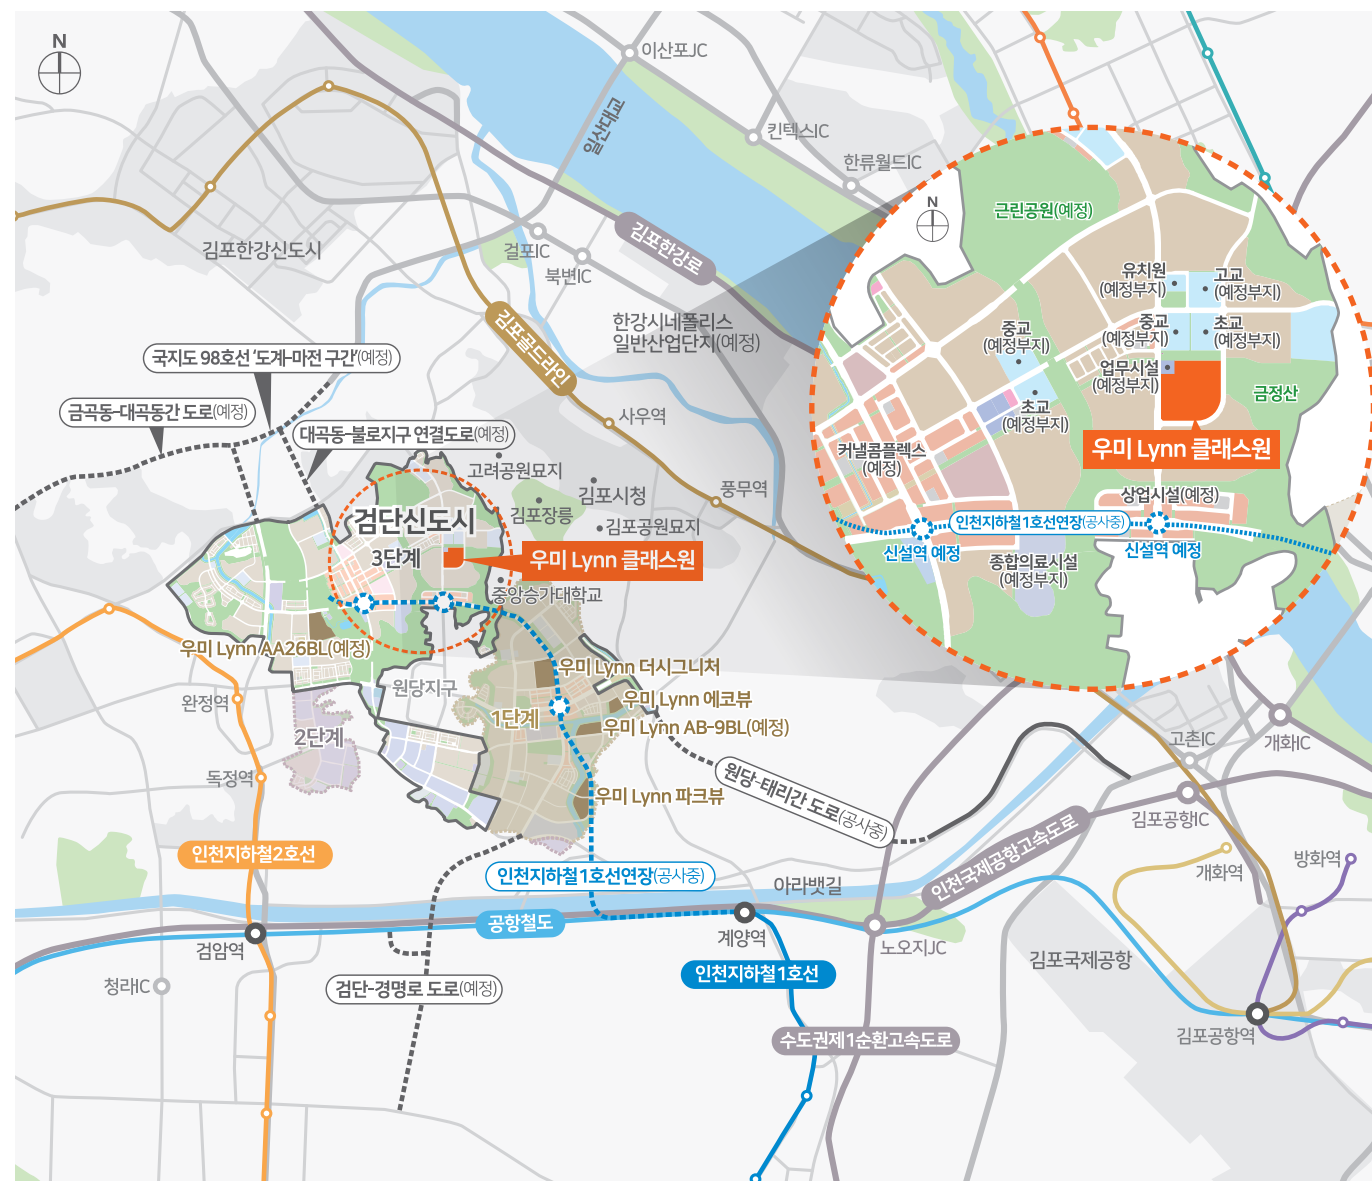 N
이산포JC
일산대교
킨텍스IC
한류월드IC
김포한강신도시
걸포IC
북변IC
김포한강로
한강시네폴리스
일반산업단지(예정)
김포골드라인
국지도 98호선 ‘도계-마전 구간’(예정)
금곡동-대곡동간 도로(예정)
대곡동-불로지구 연결도로(예정)
사우역
고려공원묘지
김포시청
김포장릉
풍무역
김포공원묘지
검단신도시
3단계
우미 Lynn 클래스원
중앙승가대학교
우미 Lynn AA26BL(예정)
원당지구
우미 Lynn 더시그니처
우미 Lynn 에코뷰
1단계
우미 Lynn AB-9BL(예정)
2단계
우미 Lynn 파크뷰
완정역
독정역
원당-태리간 도로(공사중)
인천지하철2호선
인천지하철1호선연장(공사중)
아라뱃길
공항철도
검암역
계양역
노오지JC
청래IC
검단-경명로 도로(예정)
인천지하철1호선
수도권제1순환고속도로
인천국제공항고속도로
고촌IC
개화IC
김포공항IC
개화역
방화역
김포국제공항
김포공항역
N
근린공원(예정)
유치원
(예정부지)
고교
(예정부지)
중교
(예정부지)
중교
(예정부지)
초교
(예정부지)
업무시설
(예정부지)
금정산
초교
(예정부지)
우미 Lynn 클래스원
커낼콤플렉스
(예정)
상업시설(예정)
인천지하철1호선연장(공사중)
신설역 예정
신설역 예정
종합의료시설
(예정부지)